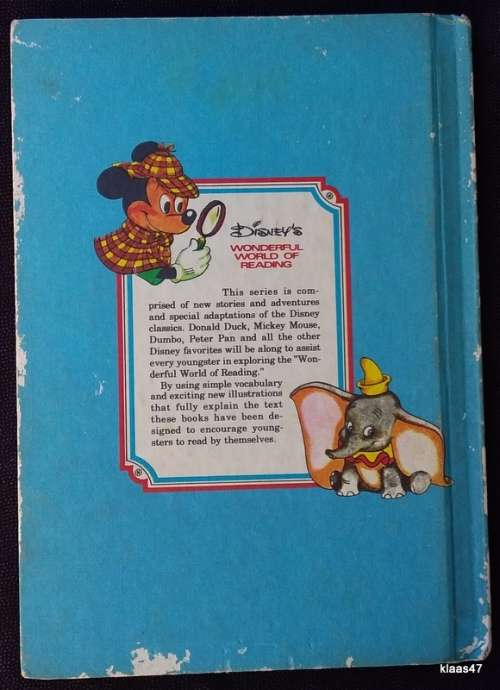 DISNEY'S
WONDERFUL
WORLD OF
READING
This series is com-
prised of new stories and adventures
and special adaptations of the Disney
classics. Donald Duck, Mickey Mouse,
Dumbo, Peter Pan and all the other
Disney favorites will be along to assist
every youngster in exploring the "Won-
derful World of Reading."
By using simple vocabulary
and exciting new illustrations
that fully explain the text
these books have been de-
signed to encourage young-
sters to read by themselves.
klaas47